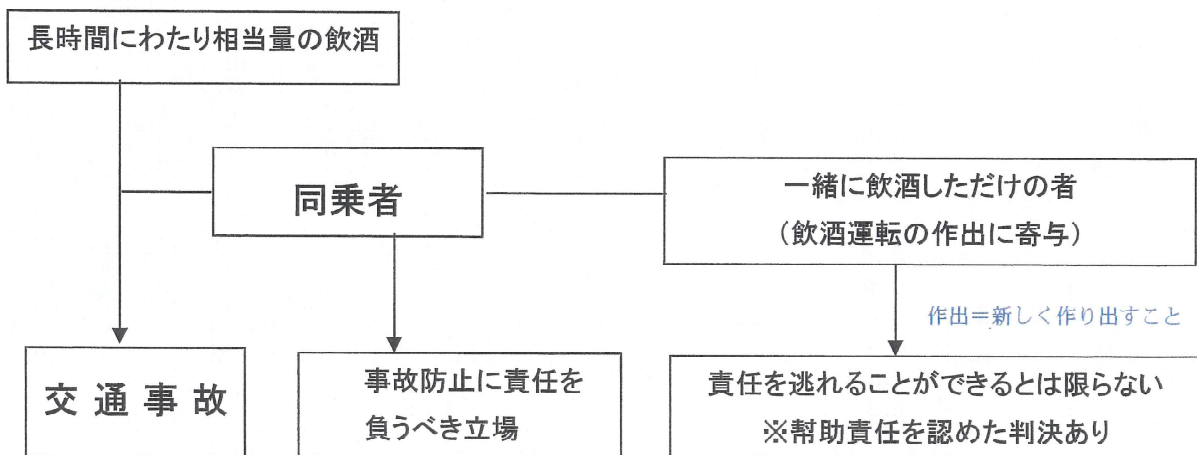 長時間にわたり相当量の飲酒
同乗者
一緒に飲酒しただけの者
(飲酒運転の作出に寄与)
作出=新しく作り出すこと
交通事故
事故防止に責任を
負うべき立場
責任を逃れることができるとは限らない
※幇助責任を認めた判決あり